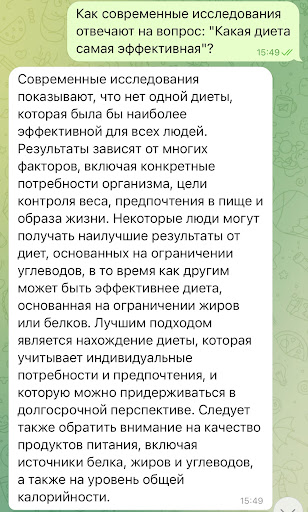 Как современные исследования
отвечают на вопрос: "Какая диета
самая эффективная"?
15:49
Современные исследования
показывают, что нет одной диеты,
которая была бы наиболее
эффективной для всех людей.
Результаты зависят от многих
факторов, включая конкретные
потребности организма, цели
контроля веса, предпочтения в пище и
образа жизни. Некоторые люди могут
получать наилучшие результаты от
диет, основанных на ограничении
углеводов, в то время как другим
может быть эффективнее диета,
основанная на ограничении жиров
или белков. Лучшим подходом
является нахождение диеты, которая
учитывает индивидуальные
потребности и предпочтения, и
которую можно придерживаться в
долгосрочной перспективе. Следует
также обратить внимание на качество
продуктов питания, включая
источники белка, жиров и углеводов,
а также на уровень общей
калорийности.
15:49